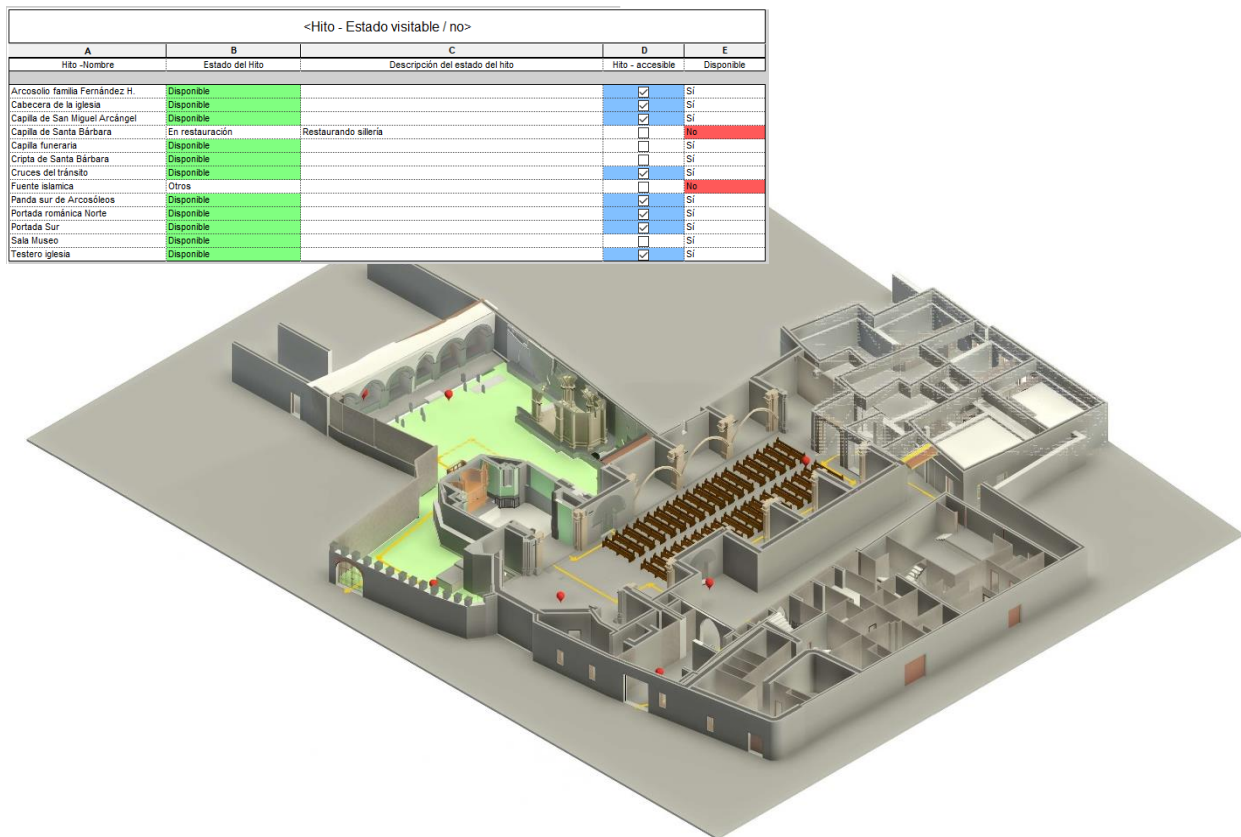 <Hito - Estado visitable / no>
A B C D E
Hito -Nombre Estado del Hito Descripción del estado del hito Hito - accesible Disponible
Arcosolio familia Fernández H. Disponible Sí
Cabecera de la iglesia Disponible Sí
Capilla de San Miguel Arcángel Disponible Sí
Capilla de Santa Bárbara En restauración Restaurando sillería No
Capilla funeraria Disponible Sí
Cripta de Santa Bárbara Disponible Sí
Cruces del tránsito Disponible Sí
Fuente islamica Otros No
Panda sur de Arcosóleos Disponible Sí
Portada románica Norte Disponible Sí
Portada Sur Disponible Sí
Sala Museo Disponible Sí
Testero iglesia Disponible Sí